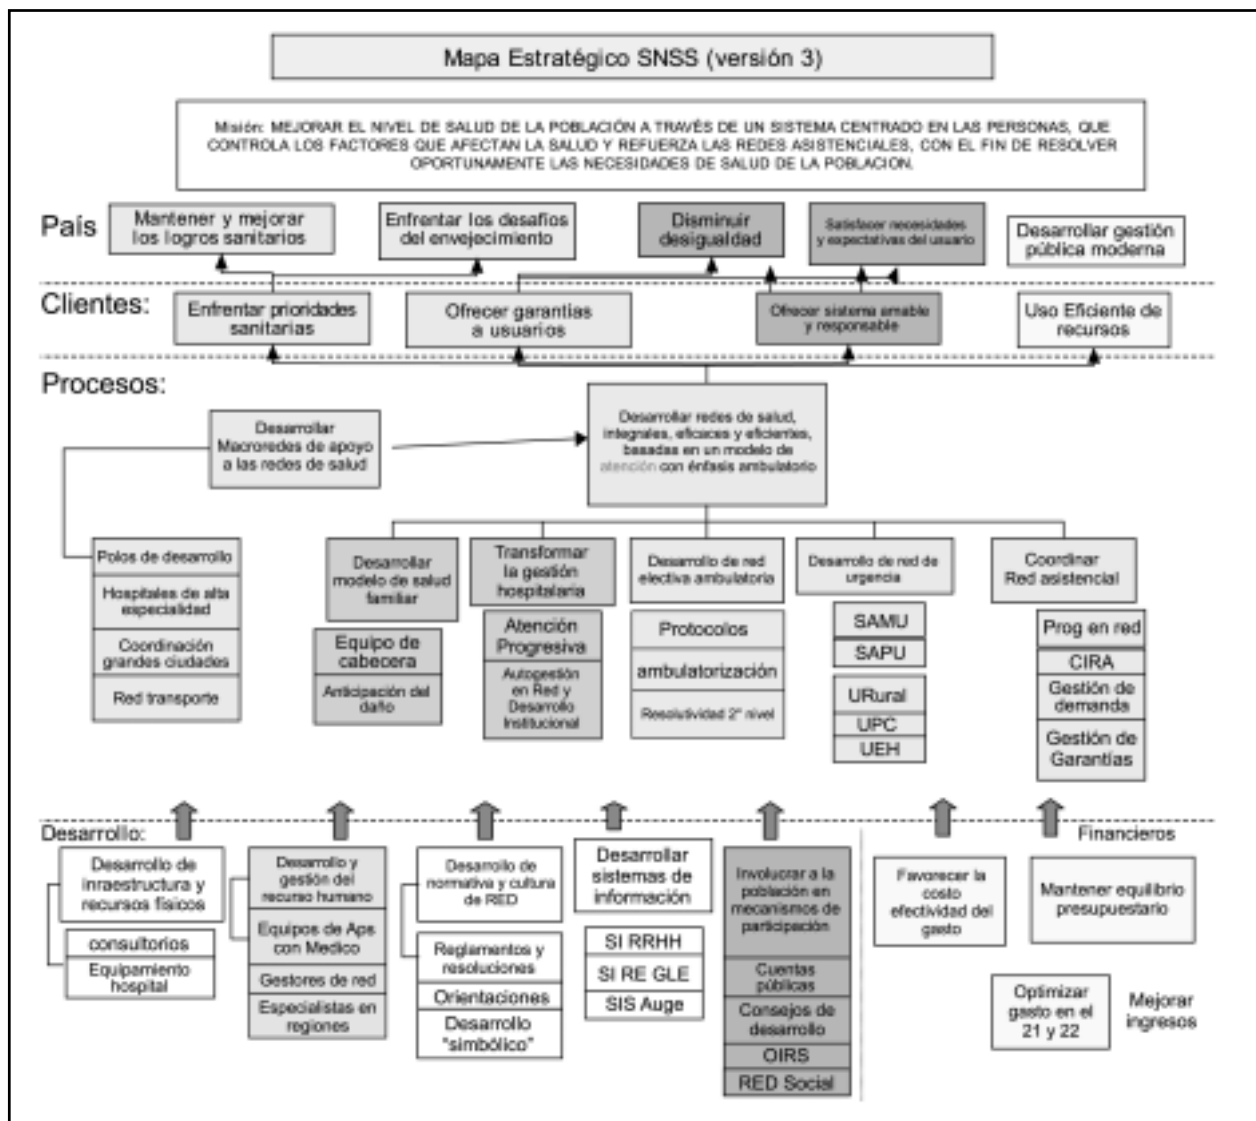 Mapa Estratégico SNSS (versión 3)
Misión: MEJORAR EL NIVEL DE SALUD DE LA POBLACIÓN A TRAVÉS DE UN SISTEMA CENTRADO EN LAS PERSONAS, QUE
CONTROLA LOS FACTORES QUE AFECTAN LA SALUD Y REFUERZA LAS REDES ASISTENCIALES, CON EL FIN DE RESOLVER
OPORTUNAMENTE LAS NECESIDADES DE SALUD DE LA POBLACION.
País
Mantener y mejorar
los logros sanitarios
Enfrentar los desafíos
del envejecimiento
Disminuir
desigualdad
Satisfacer necesidades
y expectativas del usuario
Desarrollar gestión
pública moderna
Clientes:
Enfrentar prioridades
sanitarias
Ofrecer garantías
a usuarios
Ofrecer sistema amable
y responsable
Uso Eficiente de
recursos
Procesos:
Desarrollar
Macroredes de apoyo
a las redes de salud
Desarrollar redes de salud,
integrales, eficaces y eficientes,
basadas en un modelo de
atención con énfasis ambulatorio
Polos de desarrollo
Hospitales de alta
especialidad
Coordinación
grandes ciudades
Red transporte
Desarrollar
modelo de salud
familiar
Equipo de
cabecera
Anticipación del
daño
Transformar
la gestión
hospitalaria
Atención
Progresiva
Autogestión
en Red y
Desarrollo
Institucional
Desarrollo de red
electiva ambulatoria
Protocolos
ambulatorización
Resolutividad 2° nivel
Desarrollo de red de
urgencia
SAMU
SAPU
URural
UPC
UEH
Coordinar
Red asistencial
Prog en red
CIRA
Gestión de
demanda
Gestión de
Garantías
Desarrollo:
Desarrollo de
inraestructura y
recursos físicos
consultorios
Equipamiento
hospital
Desarrollo y
gestión del
recurso humano
Equipos de Aps
con Medico
Gestores de red
Especialistas en
regiones
Desarrollo de
normativa y cultura
de RED
Reglamentos y
resoluciones
Orientaciones
Desarrollo
"simbólico"
Desarrollar
sistemas de
información
SI RRHH
SI RE GLE
SIS Auge
Involucrar a la
población en
mecanismos de
participación
Cuentas
públicas
Consejos de
desarrollo
OIRS
RED Social
Financieros
Favorecer la
costo
efectividad del
gasto
Mantener equilibrio
presupuestario
Optimizar
gasto en el
21 y 22
Mejorar
ingresos